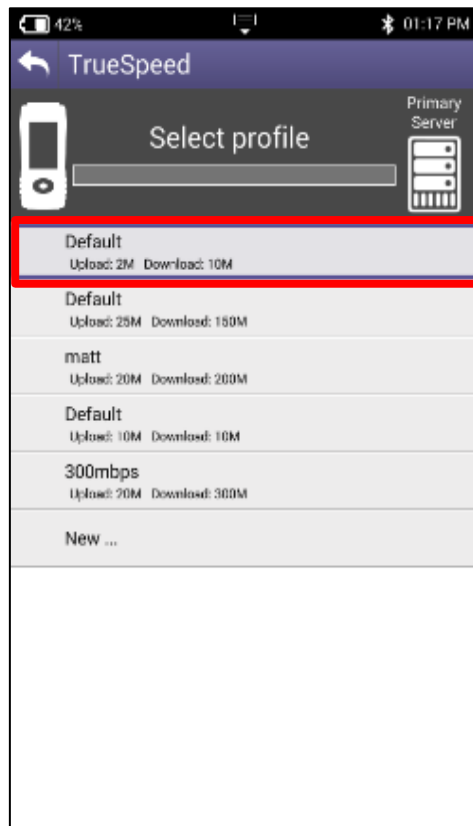 42%
01:17 PM
TrueSpeed
Primary
Server
Select profile
Default
Upload: 2M Download: 10M
Default
Upload: 25M Download: 150M
matt
Upload: 20M Download: 200M
Default
Upload: 10M Download: 10M
300mbps
Upload: 20M Download: 300M
New ...